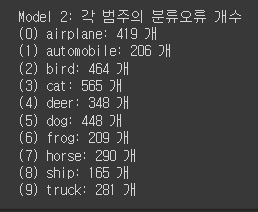 Model 2: 각 범주의 분류오류 개수
(0) airplane: 419 개
(1) automobile: 206 개
(2) bird: 464 개
(3) cat: 565 개
(4) deer: 348 개
(5) dog: 448 개
(6) frog: 209 개
(7) horse: 290 개
(8) ship: 165 개
(9) truck: 281 개